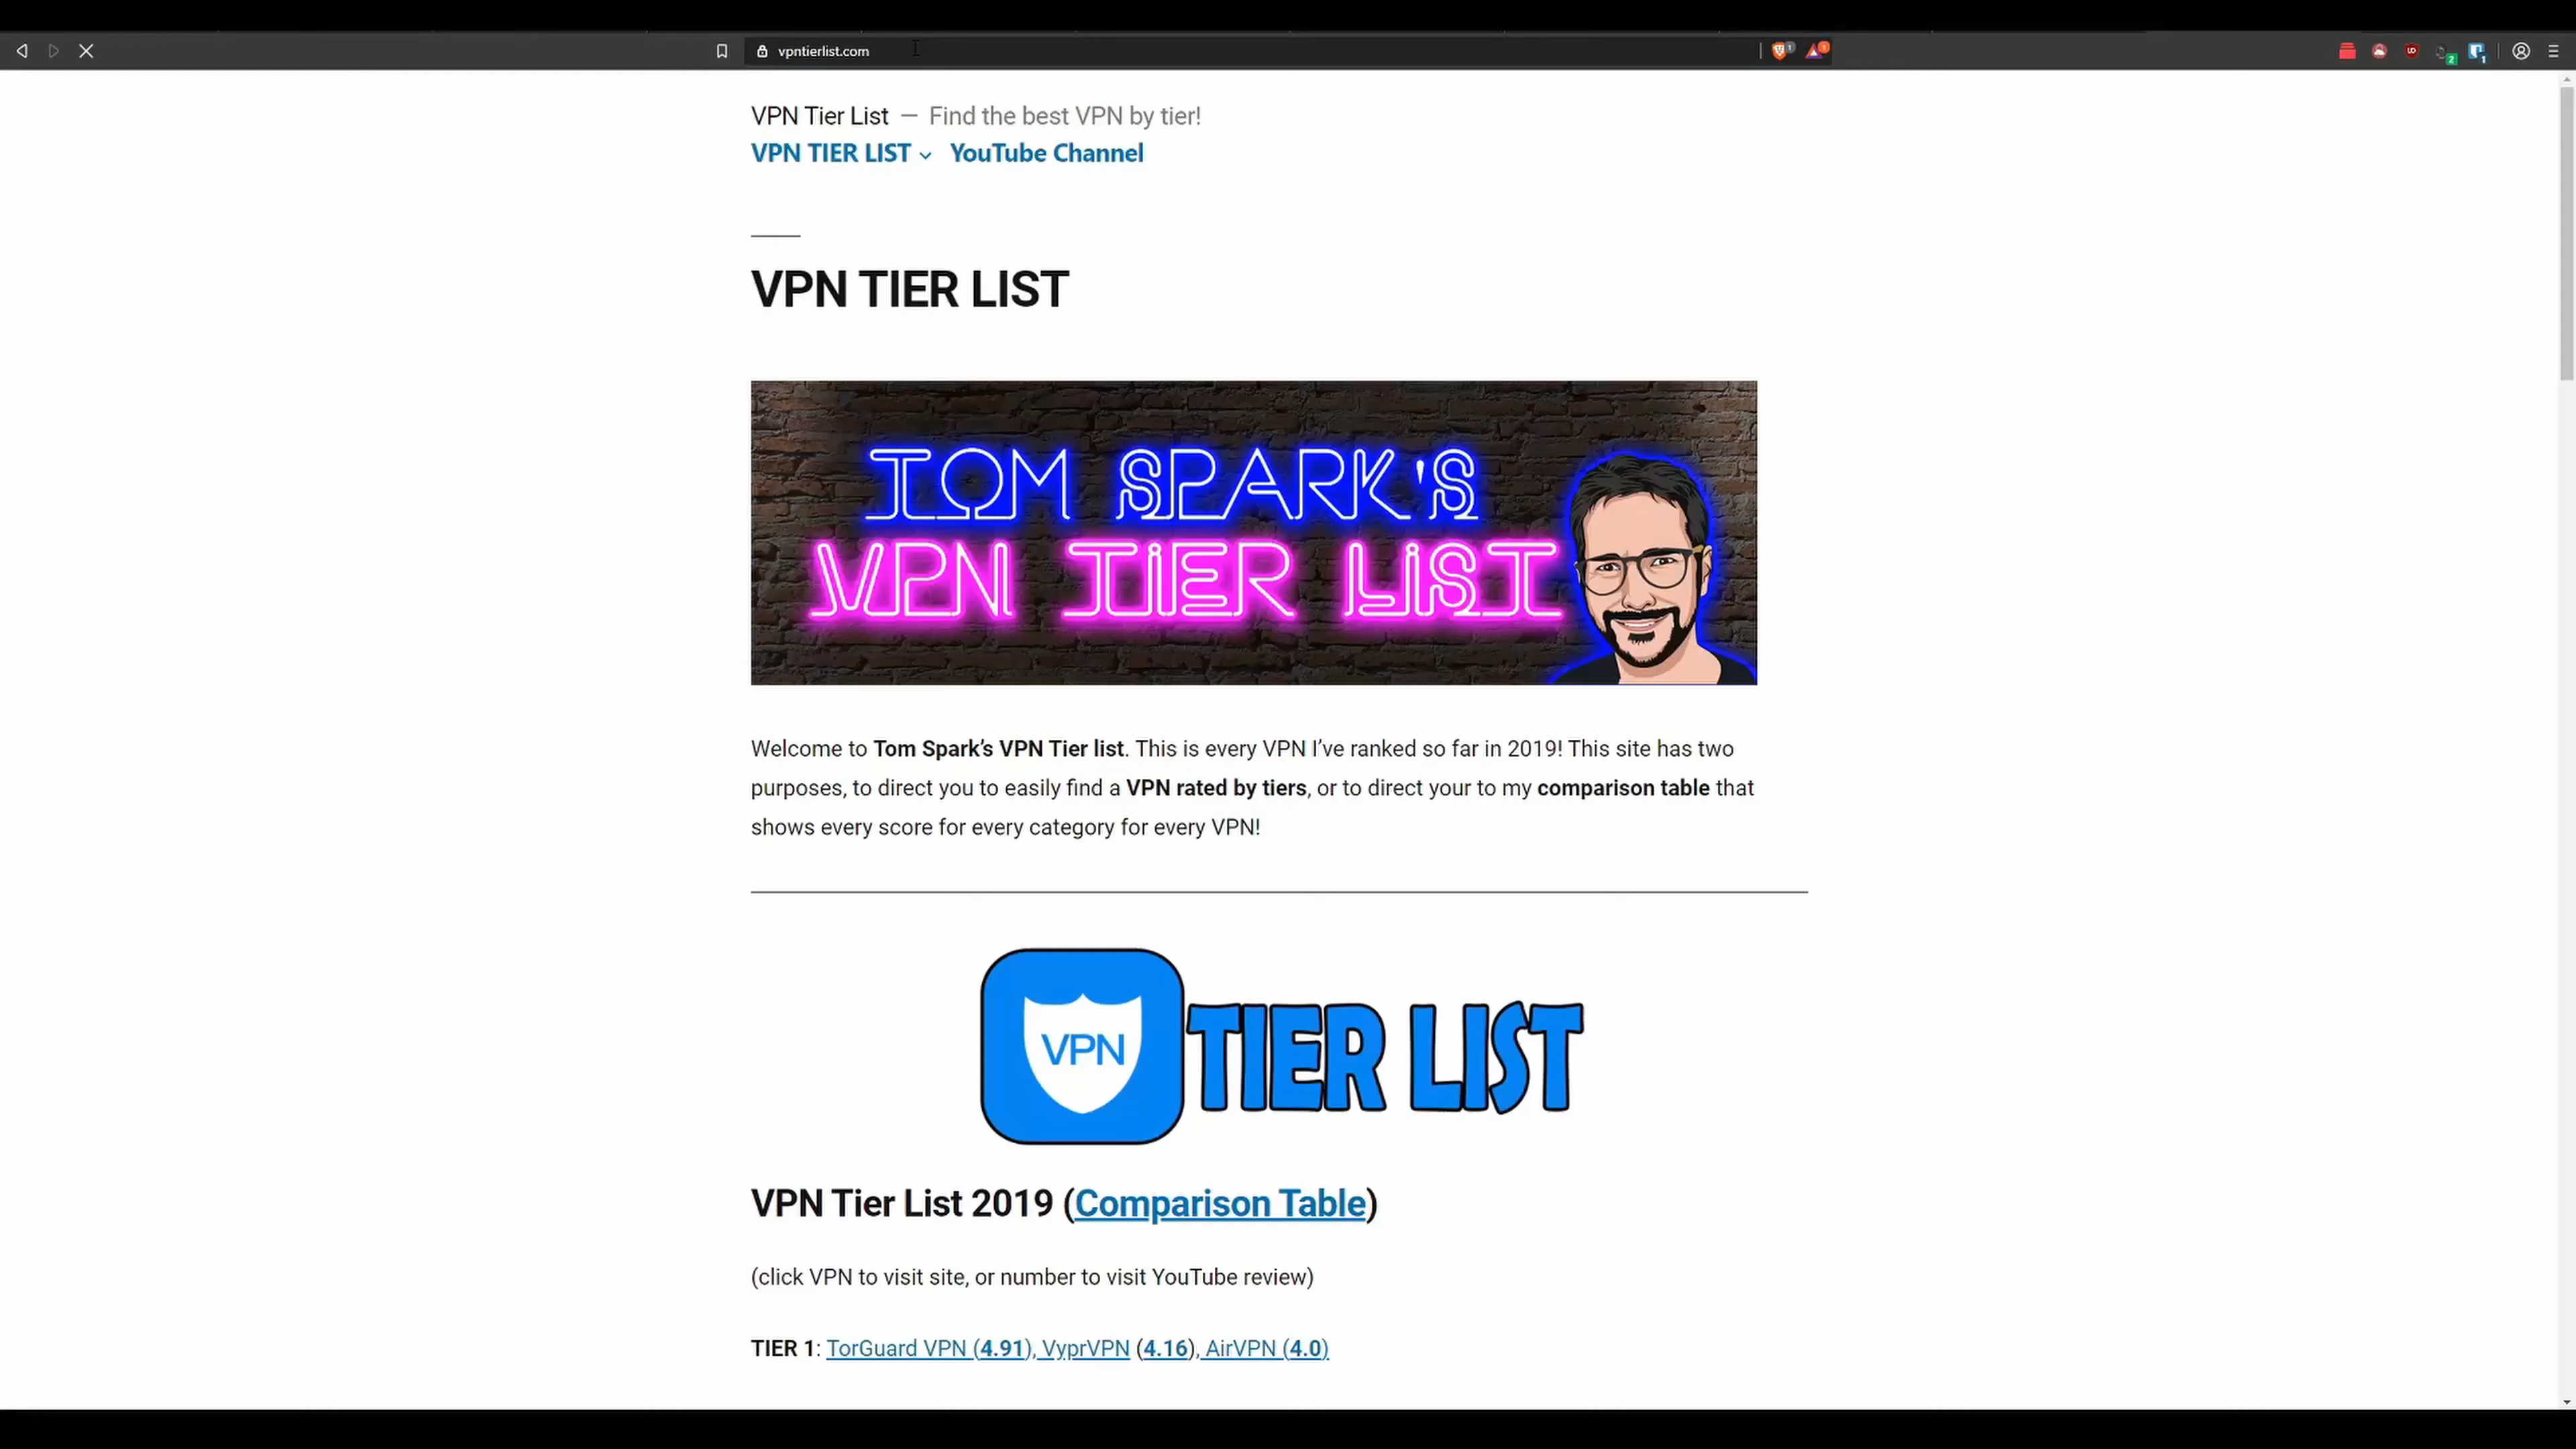 vpntierlist.com
1
1
2
1
VPN Tier List — Find the best VPN by tier!
VPN TIER LIST YouTube Channel
VPN TIER LIST
TOM SPARK'S
VPN TIER LIST
Welcome to Tom Spark’s VPN Tier list. This is every VPN I’ve ranked so far in 2019! This site has two
purposes, to direct you to easily find a VPN rated by tiers, or to direct your to my comparison table that
shows every score for every category for every VPN!
VPN TIER LIST
VPN Tier List 2019 (Comparison Table)
(click VPN to visit site, or number to visit YouTube review)
TIER 1: TorGuard VPN (4.91), VyprVPN (4.16), AirVPN (4.0)